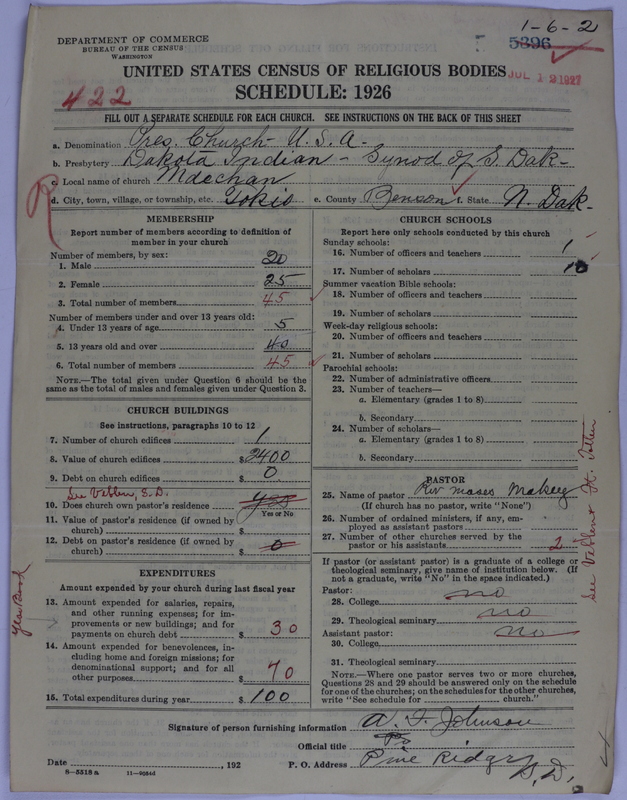 1-6-2
DEPARTMENT OF COMMERCE
BUREAU OF THE CENSUS
WASHINGTON
5396
UNITED STATES CENSUS OF RELIGIOUS BODIES
JUL 12 1927
422
SCHEDULE: 1926
FILL OUT A SEPARATE SCHEDULE FOR EACH CHURCH. SEE INSTRUCTIONS ON THE BACK OF THIS SHEET
a. Denomination Pres. Church - U.S.A -
b. Presbytery Dakota Indian - Synod of S. Dak -
c. Local name of church Maechan
R
d. City, town, village, or township, etc. Tokio e. County Benson f. State N. Dak -
MEMBERSHIP
Report number of members according to definition of member in your church
Number of members, by sex:
1. Male 20
2. Female 25
3. Total number of members 45
Number of members under and over 13 years old:
4. Under 13 years of age 5
5. 13 years old and over 40
6. Total number of members 45
NOTE.—The total given under Question 6 should be the same as the total of males and females given under Question 3.
CHURCH BUILDINGS
See instructions, paragraphs 10 to 12
7. Number of church edifices 1
8. Value of church edifices $2400
9. Debt on church edifices $0
See Veblen, S.D.
10. Does church own pastor's residence yes
Yes or No
11. Value of pastor's residence (if owned by church) $
12. Debt on pastor's residence (if owned by church) $0
EXPENDITURES
Amount expended by your church during last fiscal year
13. Amount expended for salaries, repairs, and other running expenses; for improvements or new buildings; and for payments on church debt $30
14. Amount expended for benevolences, including home and foreign missions; for denominational support; and for all other purposes $70
15. Total expenditures during year $100
CHURCH SCHOOLS
Report here only schools conducted by this church
Sunday schools:
16. Number of officers and teachers 1
17. Number of scholars 10
Summer vacation Bible schools:
18. Number of officers and teachers
19. Number of scholars
Week-day religious schools:
20. Number of officers and teachers
21. Number of scholars
Parochial schools:
22. Number of administrative officers
23. Number of teachers—
a. Elementary (grades 1 to 8)
b. Secondary
24. Number of scholars—
a. Elementary (grades 1 to 8)
b. Secondary
PASTOR
25. Name of pastor Rev Moses Makey
(If church has no pastor, write "None")
26. Number of ordained ministers, if any, employed as assistant pastors
27. Number of other churches served by the pastor or his assistants 2
If pastor (or assistant pastor) is a graduate of a college or theological seminary, give name of institution below. (If not a graduate, write "No" in the space indicated.)
Pastor:
28. College no
29. Theological seminary no
Assistant pastor: no
30. College
31. Theological seminary
NOTE.—Where one pastor serves two or more churches, Questions 28 and 29 should be answered only on the schedule for one of the churches; on the schedules for the other churches, write "See schedule for ______ church."
See Veblen
Signature of person furnishing information A. F. Johnson
Official title
Date ______, 192 P. O. Address Pine Ridge, S.D.
8-5518 a